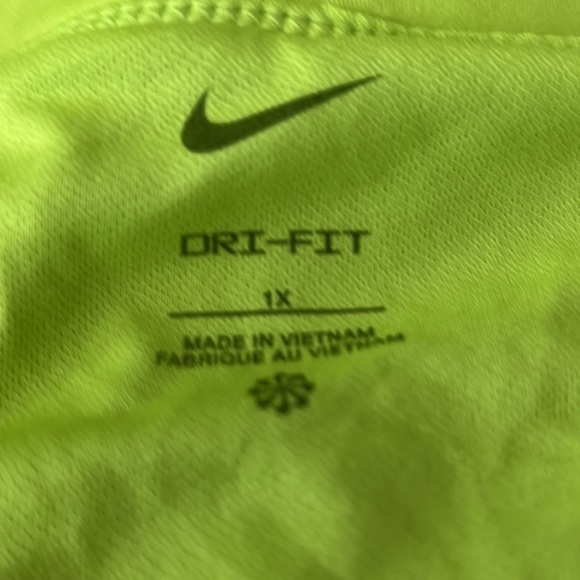 DRI-FIT
1X
MADE IN VIETNAM
FABRIQUE AU VIETNAM